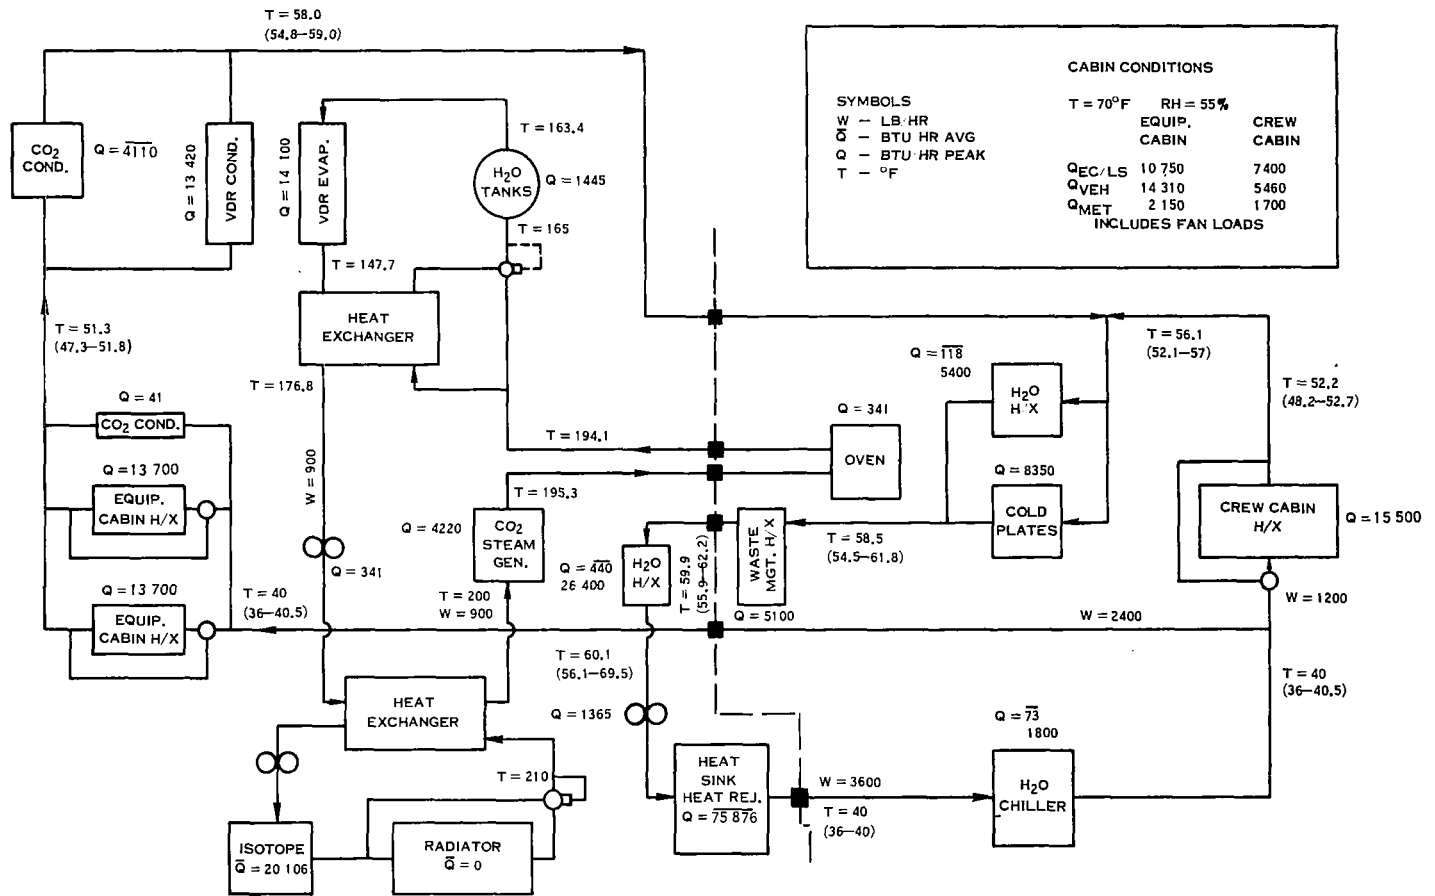 T = 58.0
(54.8–59.0)
CO2
COND.
Q = 4110
Q = 13 420
VDR COND.
Q = 14 100
VDR EVAP.
T = 163.4
H2O
TANKS
Q = 1445
T = 165
T = 147.7
HEAT
EXCHANGER
T = 51.3
(47.3–51.8)
T = 176.8
Q = 41
CO2 COND.
Q = 13 700
EQUIP.
CABIN H/X
Q = 13 700
EQUIP.
CABIN H/X
T = 40
(36–40.5)
W = 900
Q = 341
T = 194.1
T = 195.3
Q = 4220
CO2
STEAM
GEN.
T = 200
W = 900
HEAT
EXCHANGER
T = 210
ISOTOPE
Q = 20 106
RADIATOR
Q = 0
SYMBOLS
W – LB/HR
Q – BTU HR AVG
Q – BTU/HR PEAK
T – °F
CABIN CONDITIONS
T = 70°F RH = 55%
EQUIP. CREW
CABIN CABIN
QEC/LS 10 750 7400
QVEH 14 310 5460
QMET 2 150 1700
INCLUDES FAN LOADS
T = 56.1
(52.1–57)
Q = 118
5400
H2O
H/X
T = 52.2
(48.2–52.7)
Q = 341
OVEN
Q = 8350
COLD
PLATES
CREW CABIN
H/X
Q = 15 500
T = 58.5
(54.5–61.8)
WASTE
MGT. H/X
Q = 5100
T = 59.9
(55.9–62.2)
H2O
H/X
Q = 440
26 400
W = 1200
W = 2400
T = 60.1
(56.1–69.5)
T = 40
(36–40.5)
Q = 1365
HEAT
SINK
HEAT REJ.
Q = 75 876
W = 3600
T = 40
(36–40)
Q = 73
1800
H2O
CHILLER